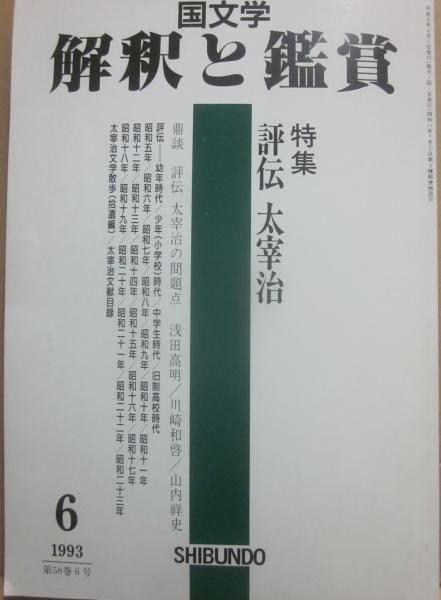 国文学
解釈と鑑賞
特集
評伝 太宰治
鼎談 評伝 太宰治の問題点 浅田高明/川崎和啓/山内祥史
評伝――幼年時代/少年(小学校)時代/中学生時代/旧制高校時代
昭和五年/昭和六年/昭和七年/昭和八年/昭和九年/昭和十年/昭和十一年
昭和十二年/昭和十三年/昭和十四年/昭和十五年/昭和十六年/昭和十七年
昭和十八年/昭和十九年/昭和二十年/昭和二十一年/昭和二十二年/昭和二十三年
太宰治文学散歩(拾遺編)/太宰治文献目録
6
1993
第58巻6号
SHIBUNDO